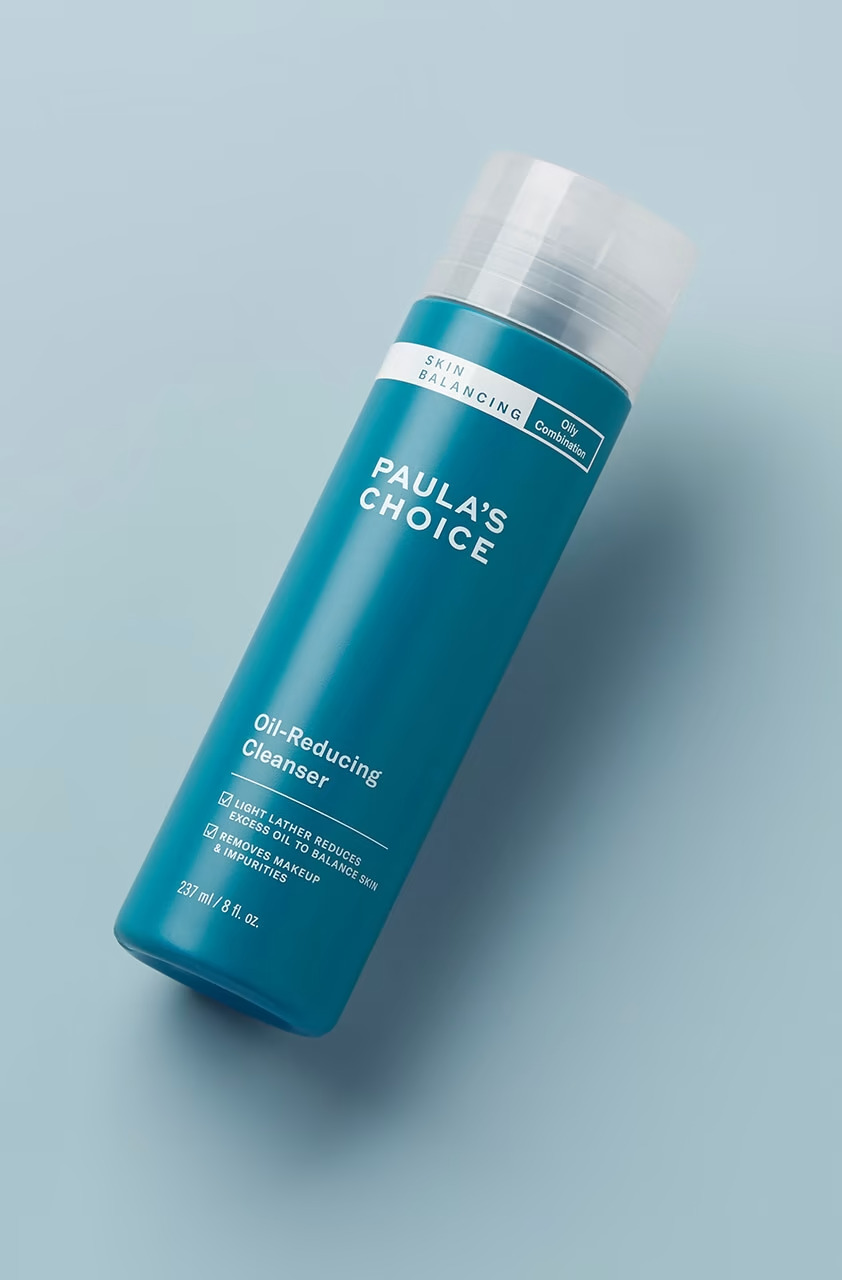 SKIN
BALANCING
Oily
Combination
PAULA'S
CHOICE
Oil-Reducing
Cleanser
☑ LIGHT LATHER REDUCES
EXCESS OIL TO BALANCE SKIN
☑ REMOVES MAKEUP
& IMPURITIES
237 ml / 8 fl. oz.